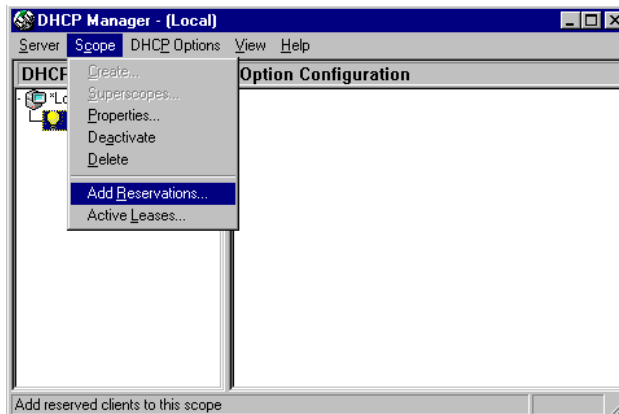 DHCP Manager - (Local)
Server Scope DHCP Options View Help
Option Configuration
Create...
Superscopes...
Properties...
Deactivate
Delete
Add Reservations...
Active Leases...
Add reserved clients to this scope